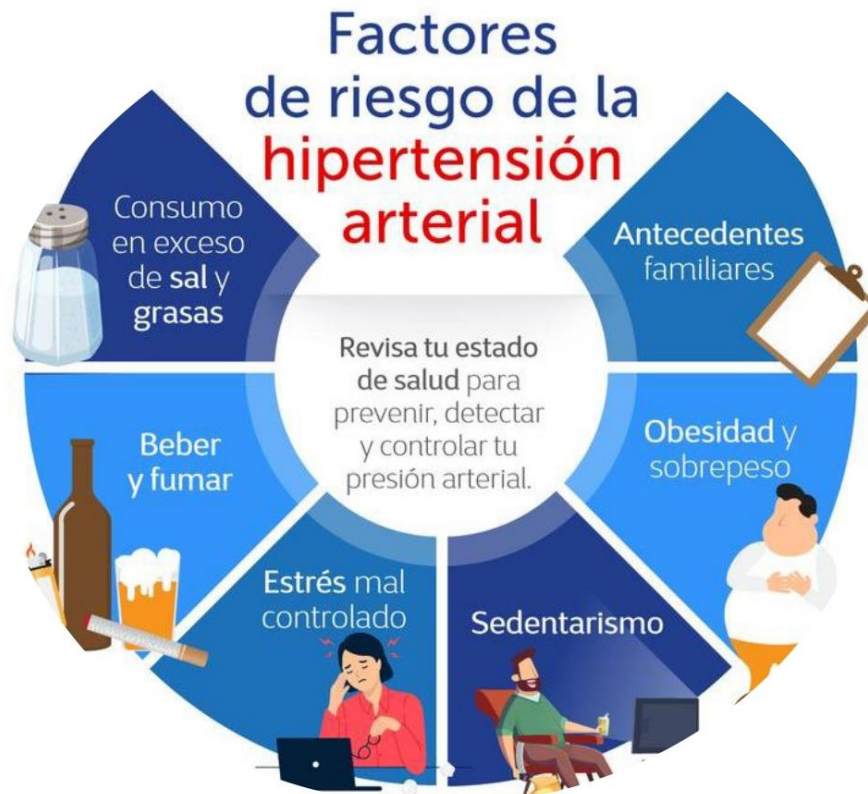 Factores
de riesgo de la
hipertensión
arterial
Consumo
en exceso
de sal y
grasas
Antecedentes
familiares
Revisa tu estado
de salud para
prevenir, detectar
y controlar tu
presión arterial.
Beber
y fumar
Obesidad y
sobrepeso
Estrés mal
controlado
Sedentarismo